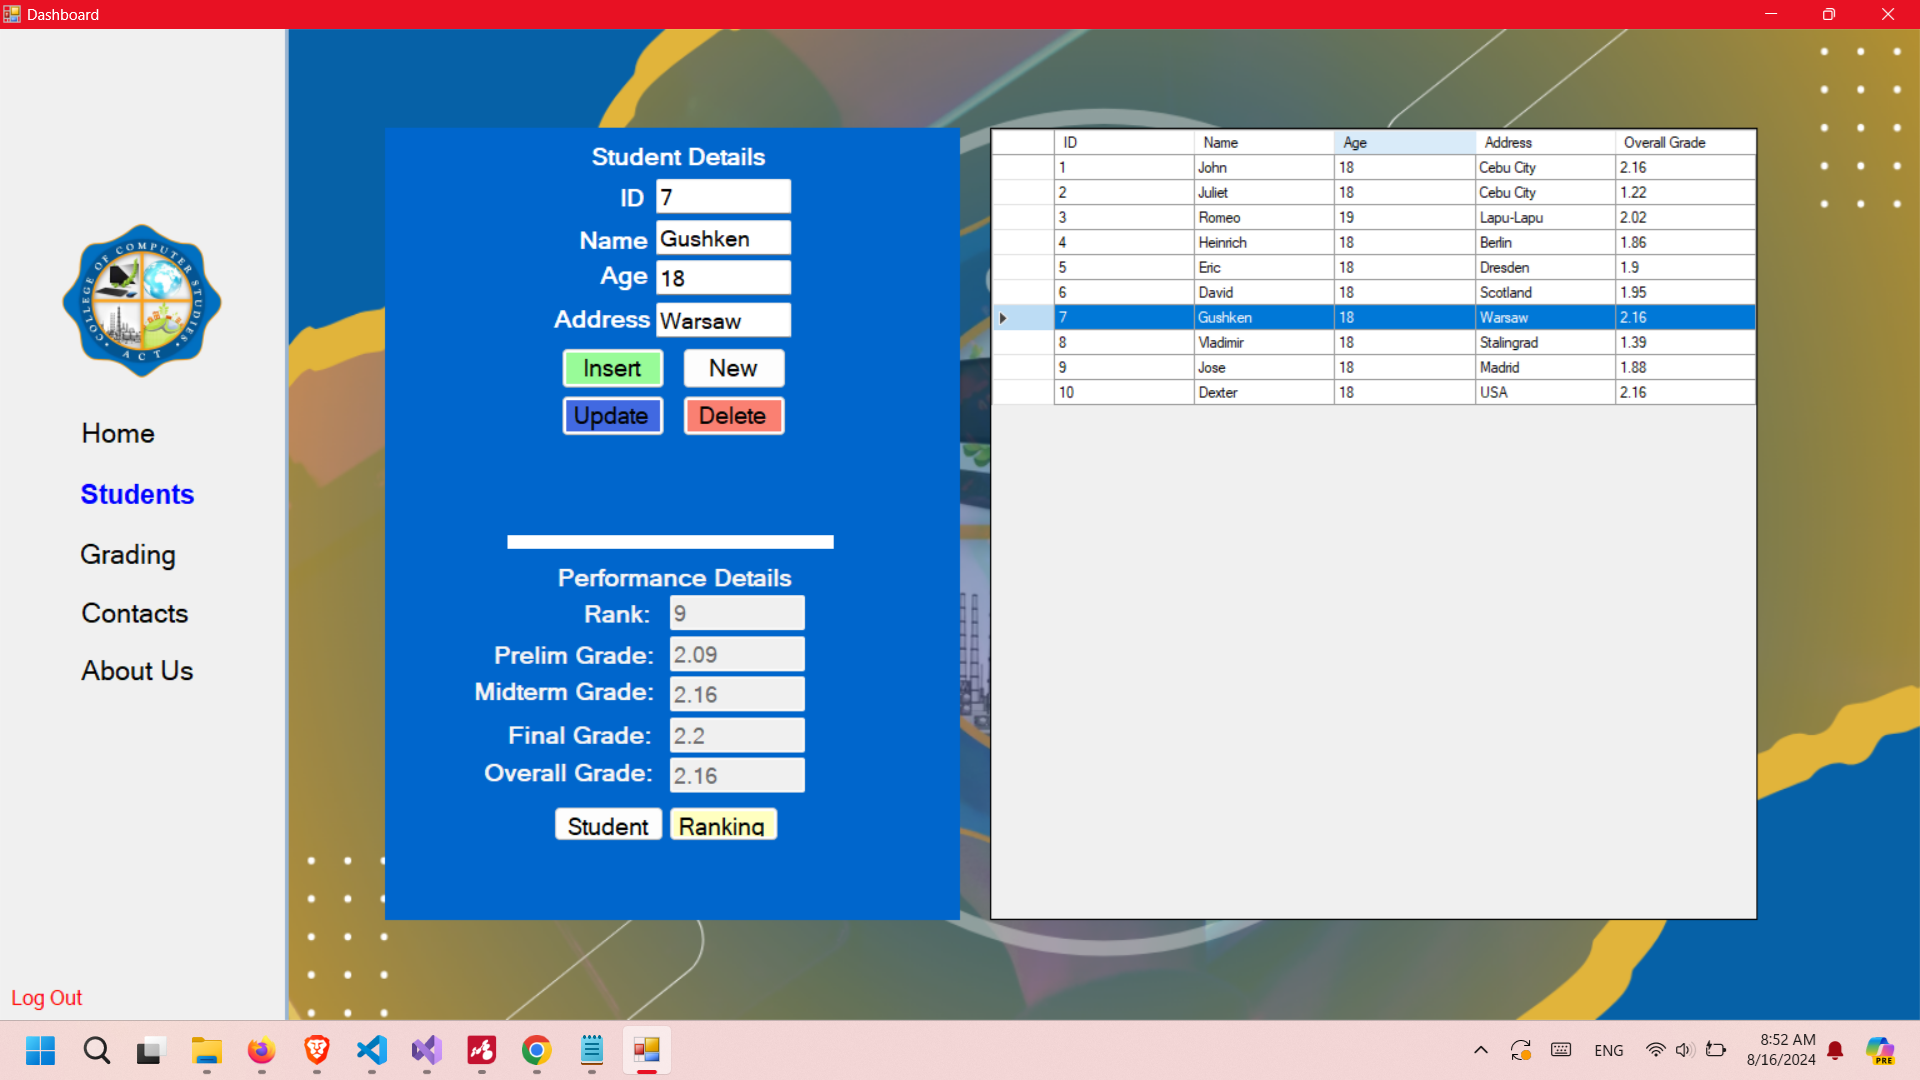 Dashboard
COLLEGE OF COMPUTER STUDIES
ACT
Home
Students
Grading
Contacts
About Us
Log Out
Student Details
ID 7
Name Gushken
Age 18
Address Warsaw
Insert New
Update Delete
Performance Details
Rank: 9
Prelim Grade: 2.09
Midterm Grade: 2.16
Final Grade: 2.2
Overall Grade: 2.16
Student Ranking
ID Name Age Address Overall Grade
1 John 18 Cebu City 2.16
2 Juliet 18 Cebu City 1.22
3 Romeo 19 Lapu-Lapu 2.02
4 Heinrich 18 Berlin 1.86
5 Eric 18 Dresden 1.9
6 David 18 Scotland 1.95
7 Gushken 18 Warsaw 2.16
8 Vladimir 18 Stalingrad 1.39
9 Jose 18 Madrid 1.88
10 Dexter 18 USA 2.16
ENG
8:52 AM
8/16/2024
PRE